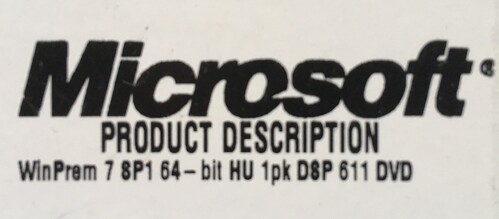 Microsoft®
PRODUCT DESCRIPTION
WinPrem 7 SP1 64-bit HU 1pk DSP 611 DVD